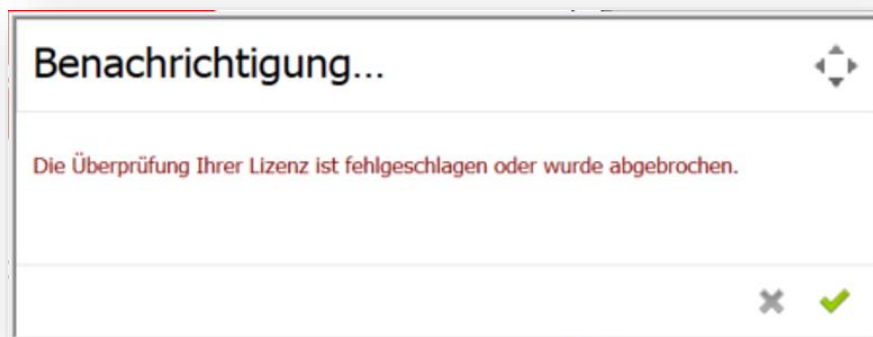 Benachrichtigung...
Die Überprüfung Ihrer Lizenz ist fehlgeschlagen oder wurde abgebrochen.